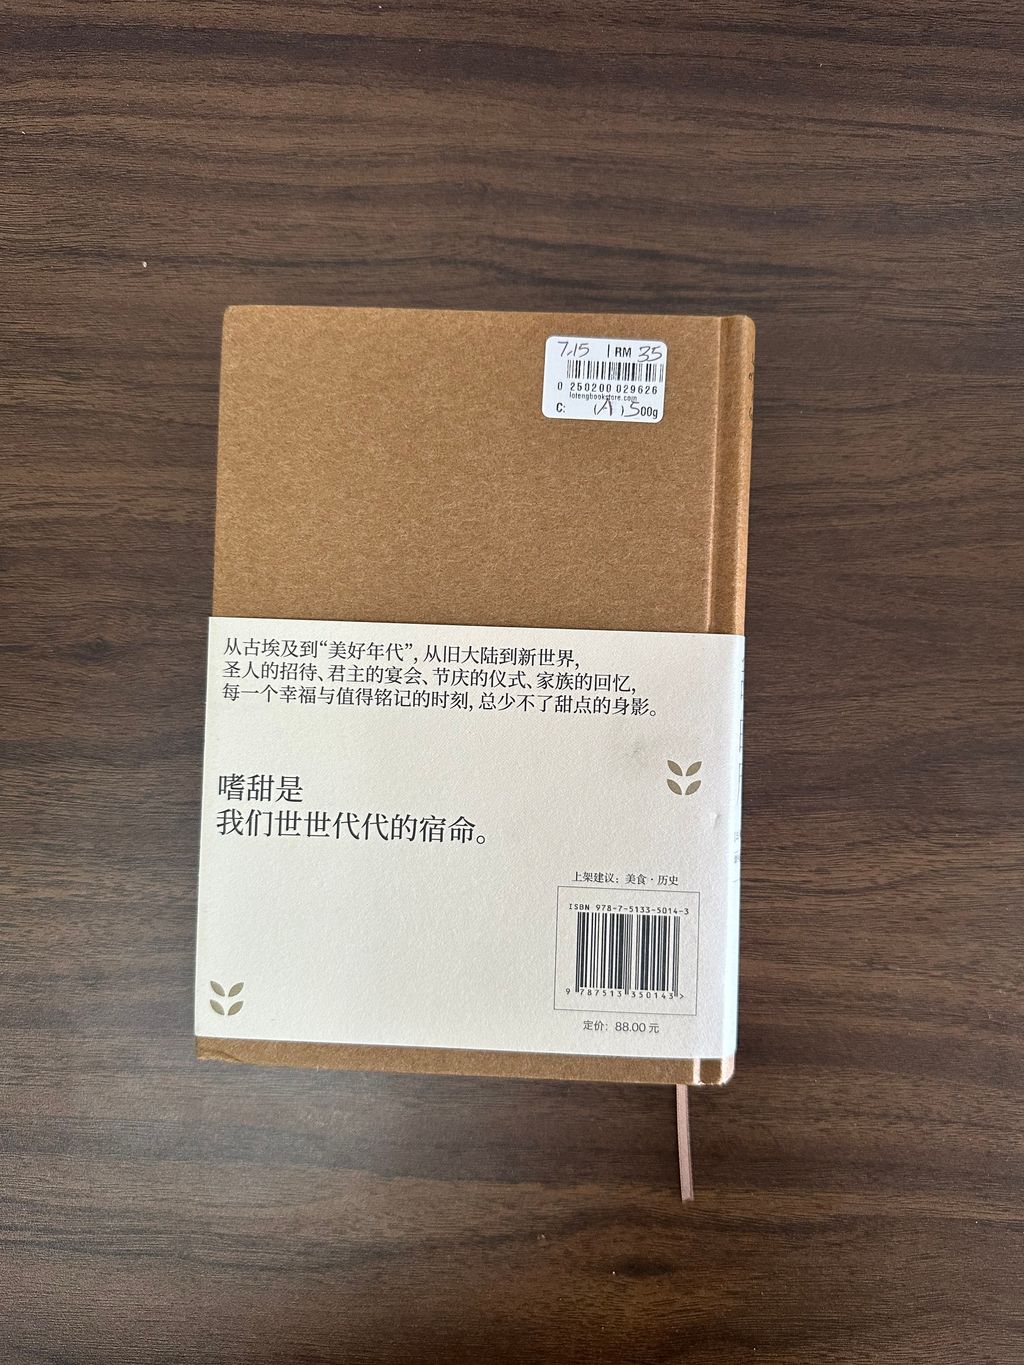 7.15 | RM 35
0 250200 029626
lotengbookstore.com
C: (A) 500g
从古埃及到“美好年代”, 从旧大陆到新世界,
圣人的招待、君主的宴会、节庆的仪式、家族的回忆,
每一个幸福与值得铭记的时刻, 总少不了甜点的身影。
嗜甜是
我们世世代代的宿命。
上架建议：美食·历史
ISBN 978-7-5133-5014-3
9 787513 350143 >
定价：88.00 元